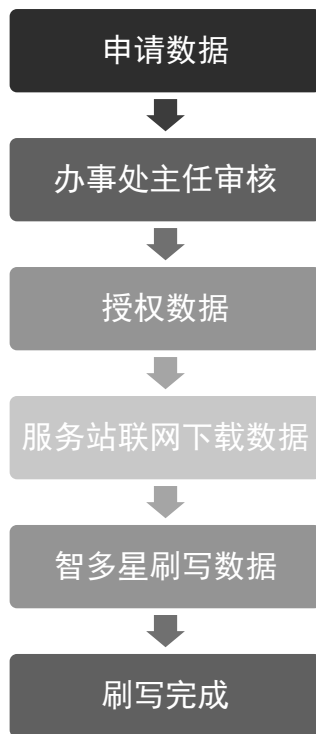 申请数据
办事处主任审核
授权数据
服务站联网下载数据
智多星刷写数据
刷写完成